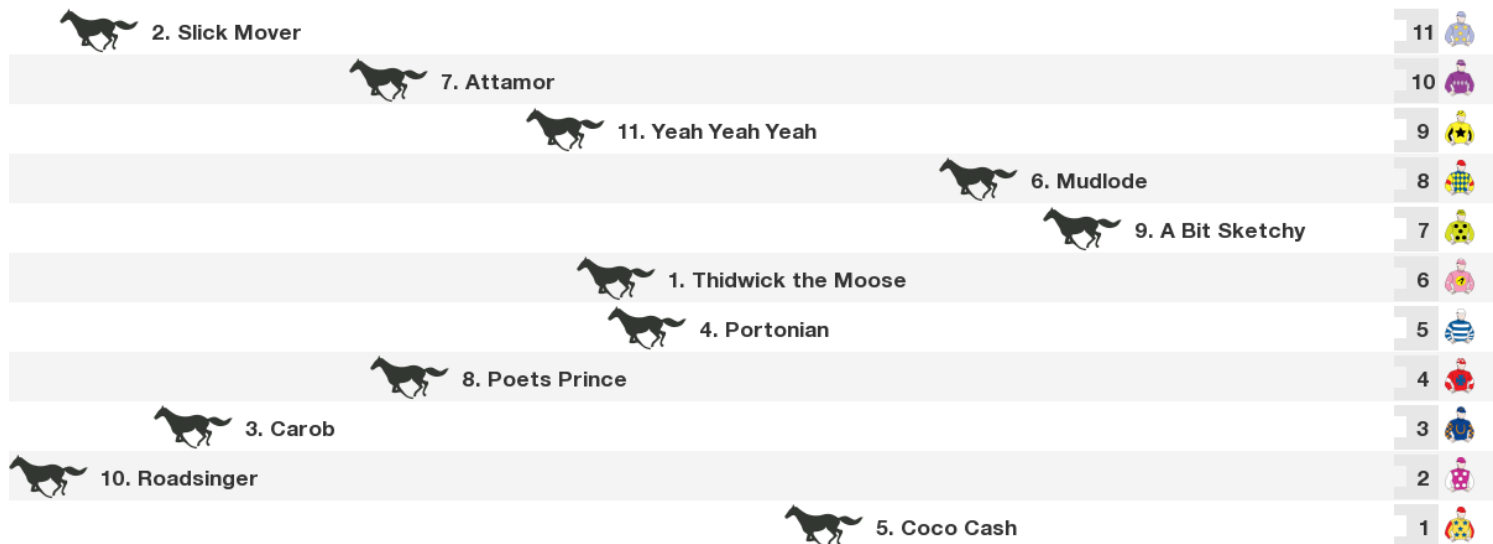 2. Slick Mover 11
7. Attamor 10
11. Yeah Yeah Yeah 9
6. Mudlode 8
9. A Bit Sketchy 7
1. Thidwick the Moose 6
4. Portonian 5
8. Poets Prince 4
3. Carob 3
10. Roadsinger 2
5. Coco Cash 1